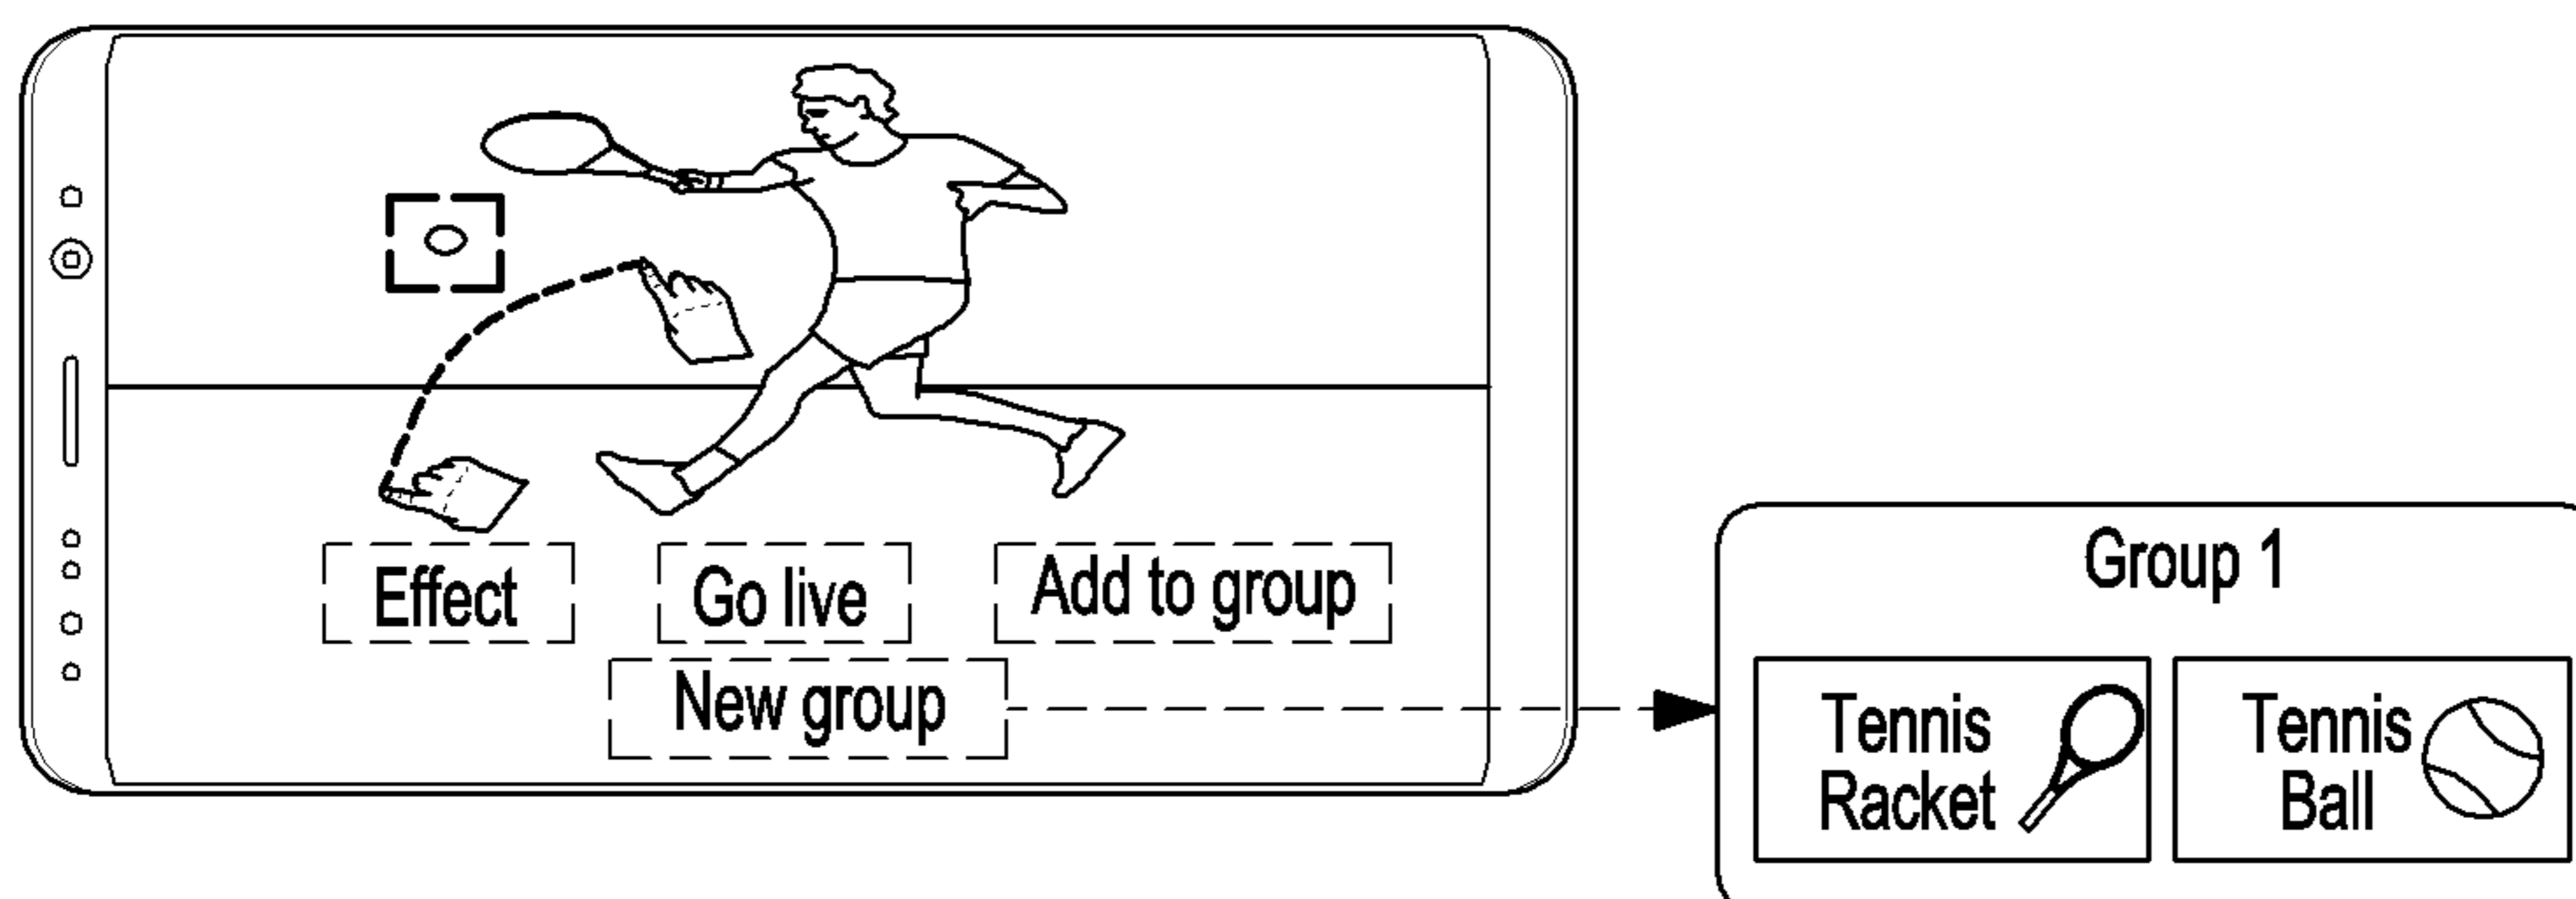 Effect
Go live
Add to group
New group
Group 1
Tennis
Racket
Tennis
Ball